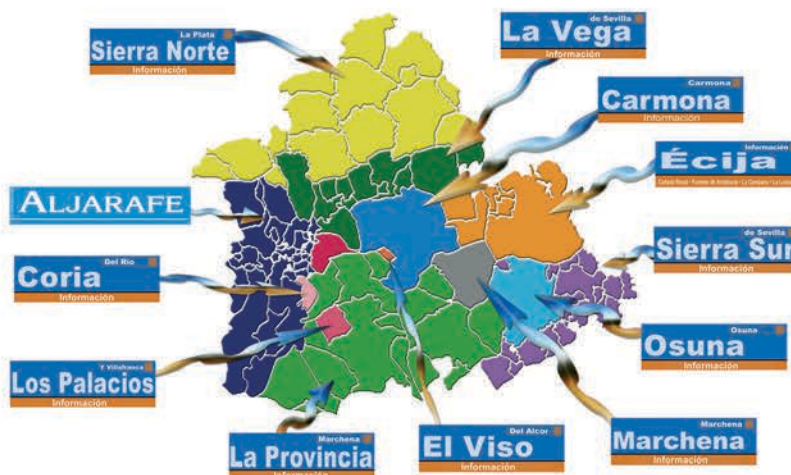 La Plata
Sierra Norte
Información
de Sevilla
La Vega
Información
Carmona
Carmona
Información
Información
Écija
ALJARAFE
de Sevilla
Sierra Sur
Información
Del Río
Coria
Información
Osuna
Osuna
Información
Y Villafranca
Los Palacios
Información
Marchena
La Provincia
Información
Del Alcor
El Viso
Información
Marchena
Marchena
Información